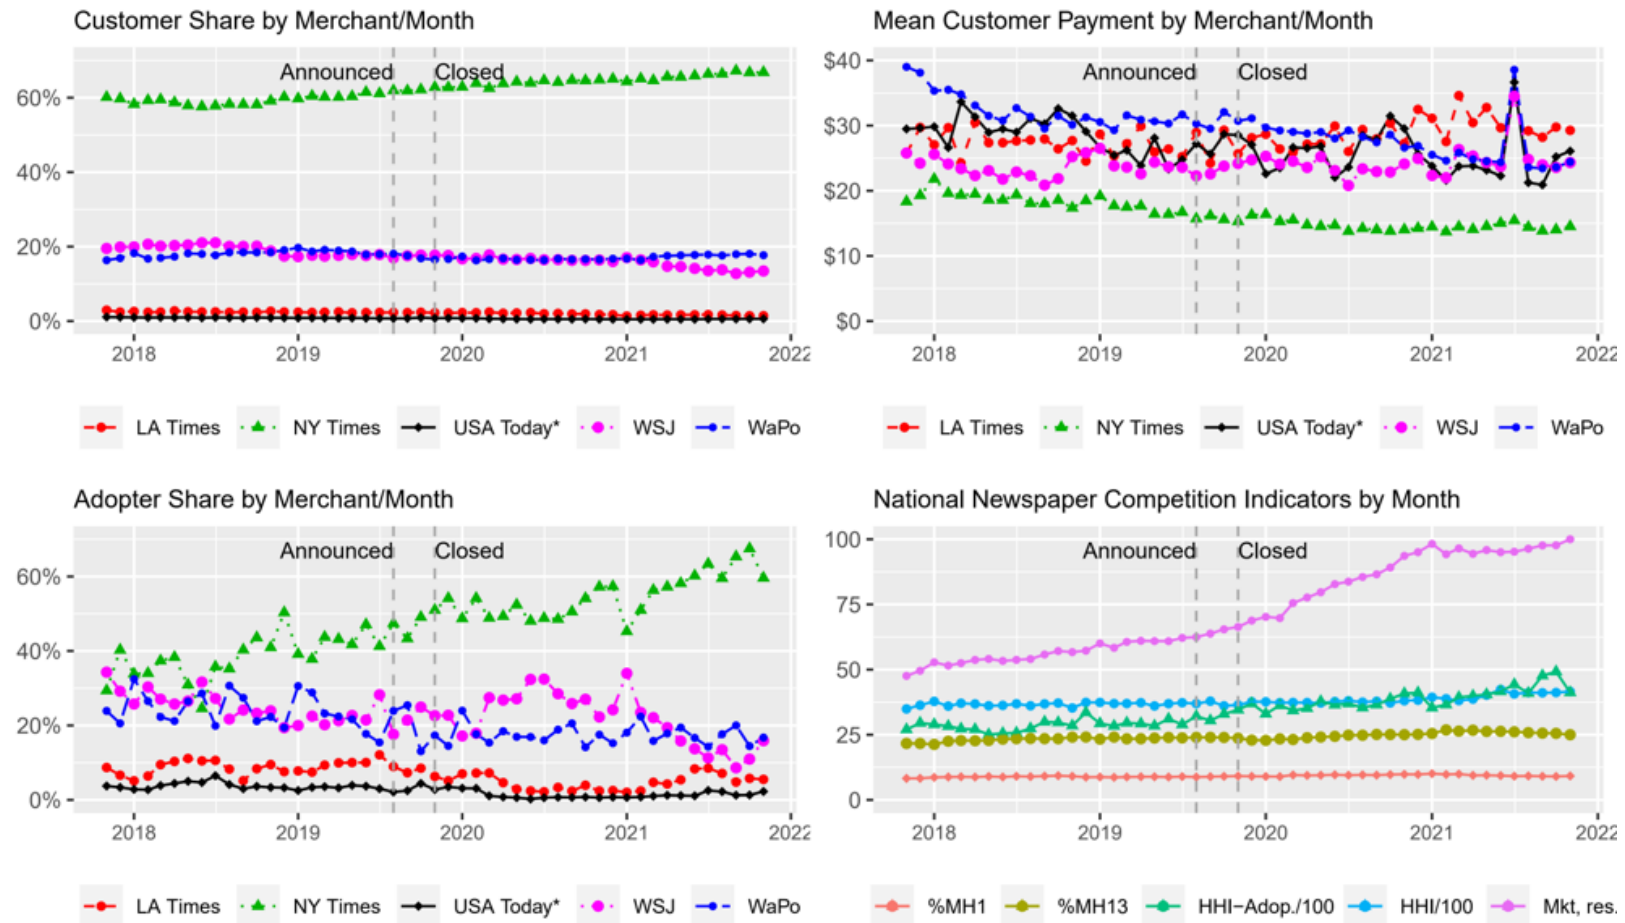 Customer Share by Merchant/Month
Announced Closed
60%
40%
20%
0%
2018 2019 2020 2021 2022
LA Times NY Times USA Today* WSJ WaPo
Mean Customer Payment by Merchant/Month
Announced Closed
$40
$30
$20
$10
$0
2018 2019 2020 2021 2022
LA Times NY Times USA Today* WSJ WaPo
Adopter Share by Merchant/Month
Announced Closed
60%
40%
20%
0%
2018 2019 2020 2021 2022
LA Times NY Times USA Today* WSJ WaPo
National Newspaper Competition Indicators by Month
Announced Closed
100
75
50
25
0
2018 2019 2020 2021 2022
%MH1 %MH13 HHI−Adop./100 HHI/100 Mkt, res.